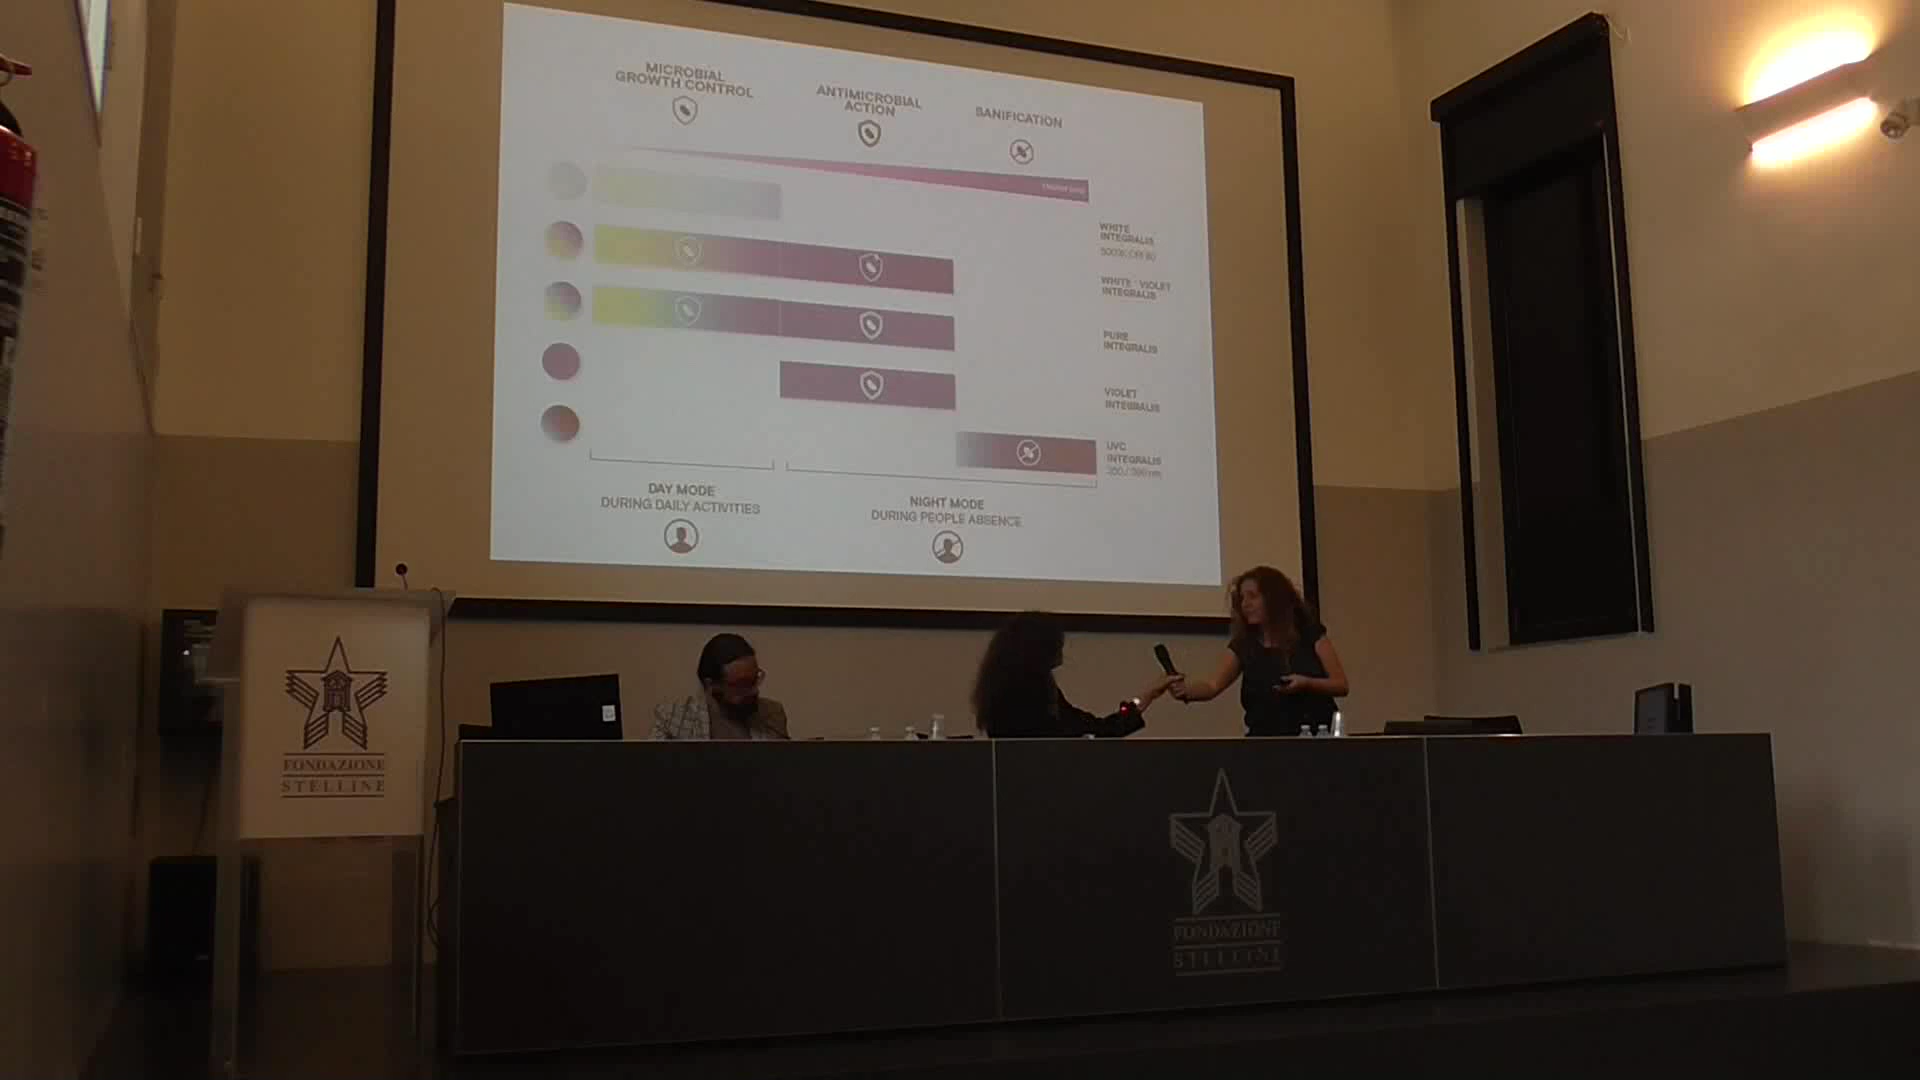 MICROBIAL
GROWTH CONTROL
ANTIMICROBIAL
ACTION
SANIFICATION
WHITE
INTEGRALIS
WHITE + VIOLET
INTEGRALIS
PURE
INTEGRALIS
VIOLET
INTEGRALIS
UVC
INTEGRALIS
DAY MODE
DURING DAILY ACTIVITIES
NIGHT MODE
DURING PEOPLE ABSENCE
FONDAZIONE
STELLINE
FONDAZIONE
STELLINE